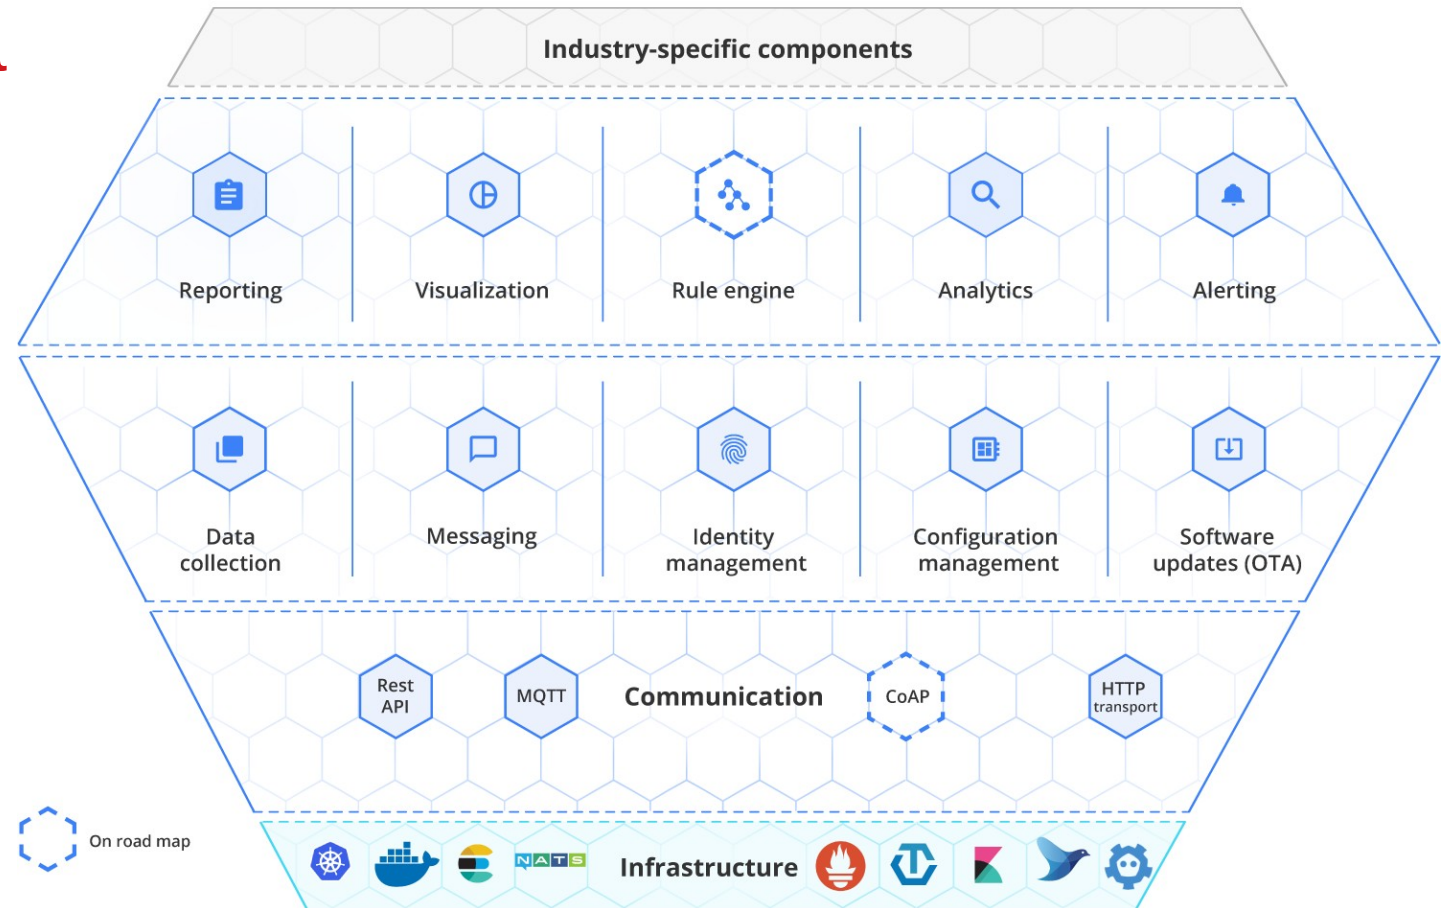 Industry-specific components
Reporting
Visualization
Rule engine
Analytics
Alerting
Data
collection
Messaging
Identity
management
Configuration
management
Software
updates (OTA)
Rest
API
MQTT
Communication
CoAP
HTTP
transport
On road map
NATS
Infrastructure